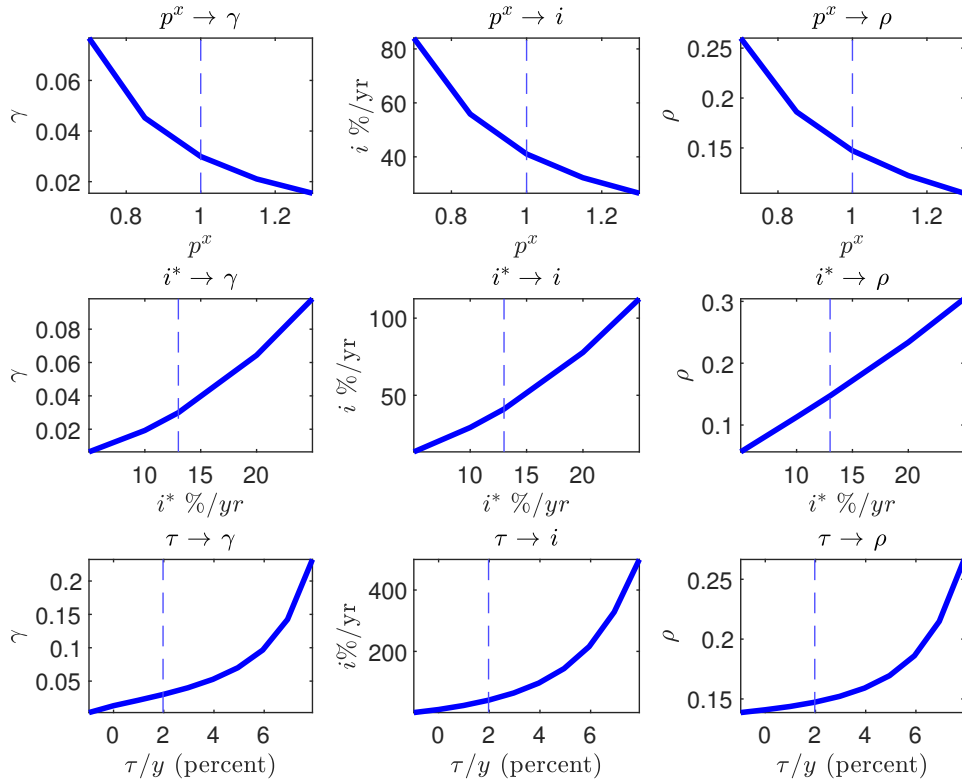 p^x → γ
p^x → i
p^x → ρ
γ
0.06
0.04
0.02
0.8 1 1.2
p^x
i %/yr
80
60
40
0.8 1 1.2
p^x
ρ
0.25
0.2
0.15
0.8 1 1.2
p^x
i* → γ
i* → i
i* → ρ
γ
0.08
0.06
0.04
0.02
10 15 20
i* %/yr
i %/yr
100
50
10 15 20
i* %/yr
ρ
0.3
0.2
0.1
10 15 20
i* %/yr
τ → γ
τ → i
τ → ρ
γ
0.2
0.15
0.1
0.05
0 2 4 6
τ/y (percent)
i%/yr
400
200
0 2 4 6
τ/y (percent)
ρ
0.25
0.2
0.15
0 2 4 6
τ/y (percent)